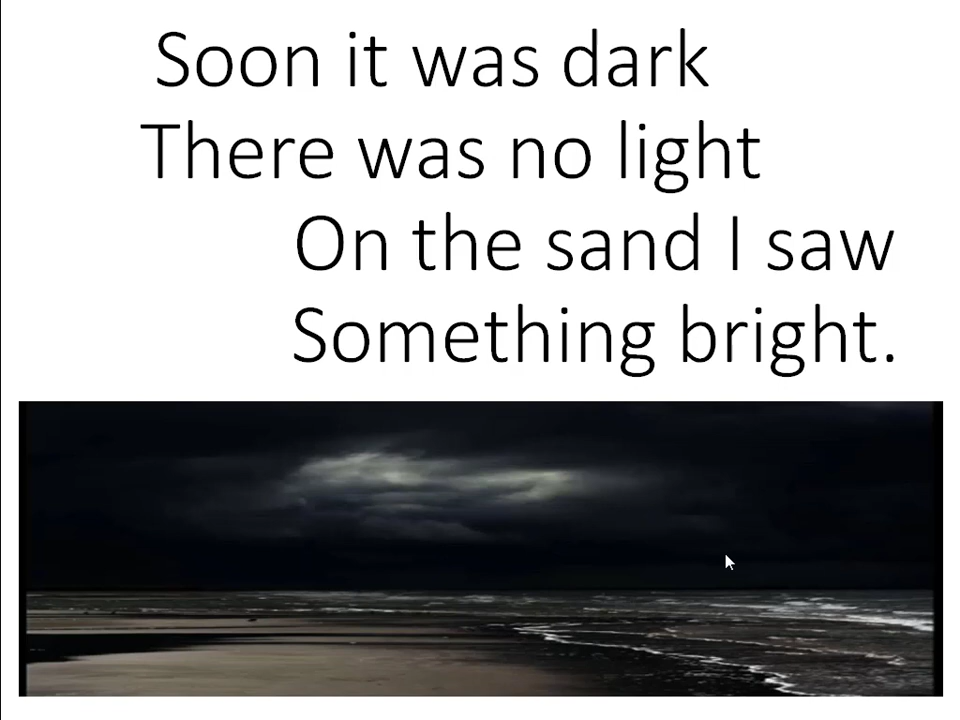 Soon it was dark
There was no light
On the sand I saw
Something bright.